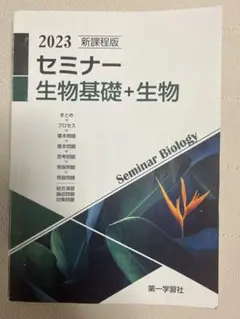 2023 新課程版
セミナー
生物基礎+生物
まとめ
プロセス
基本例題
基本問題
思考例題
発展例題
発展問題
総合演習
論述問題
対策問題
Seminar Biology
第一学習社